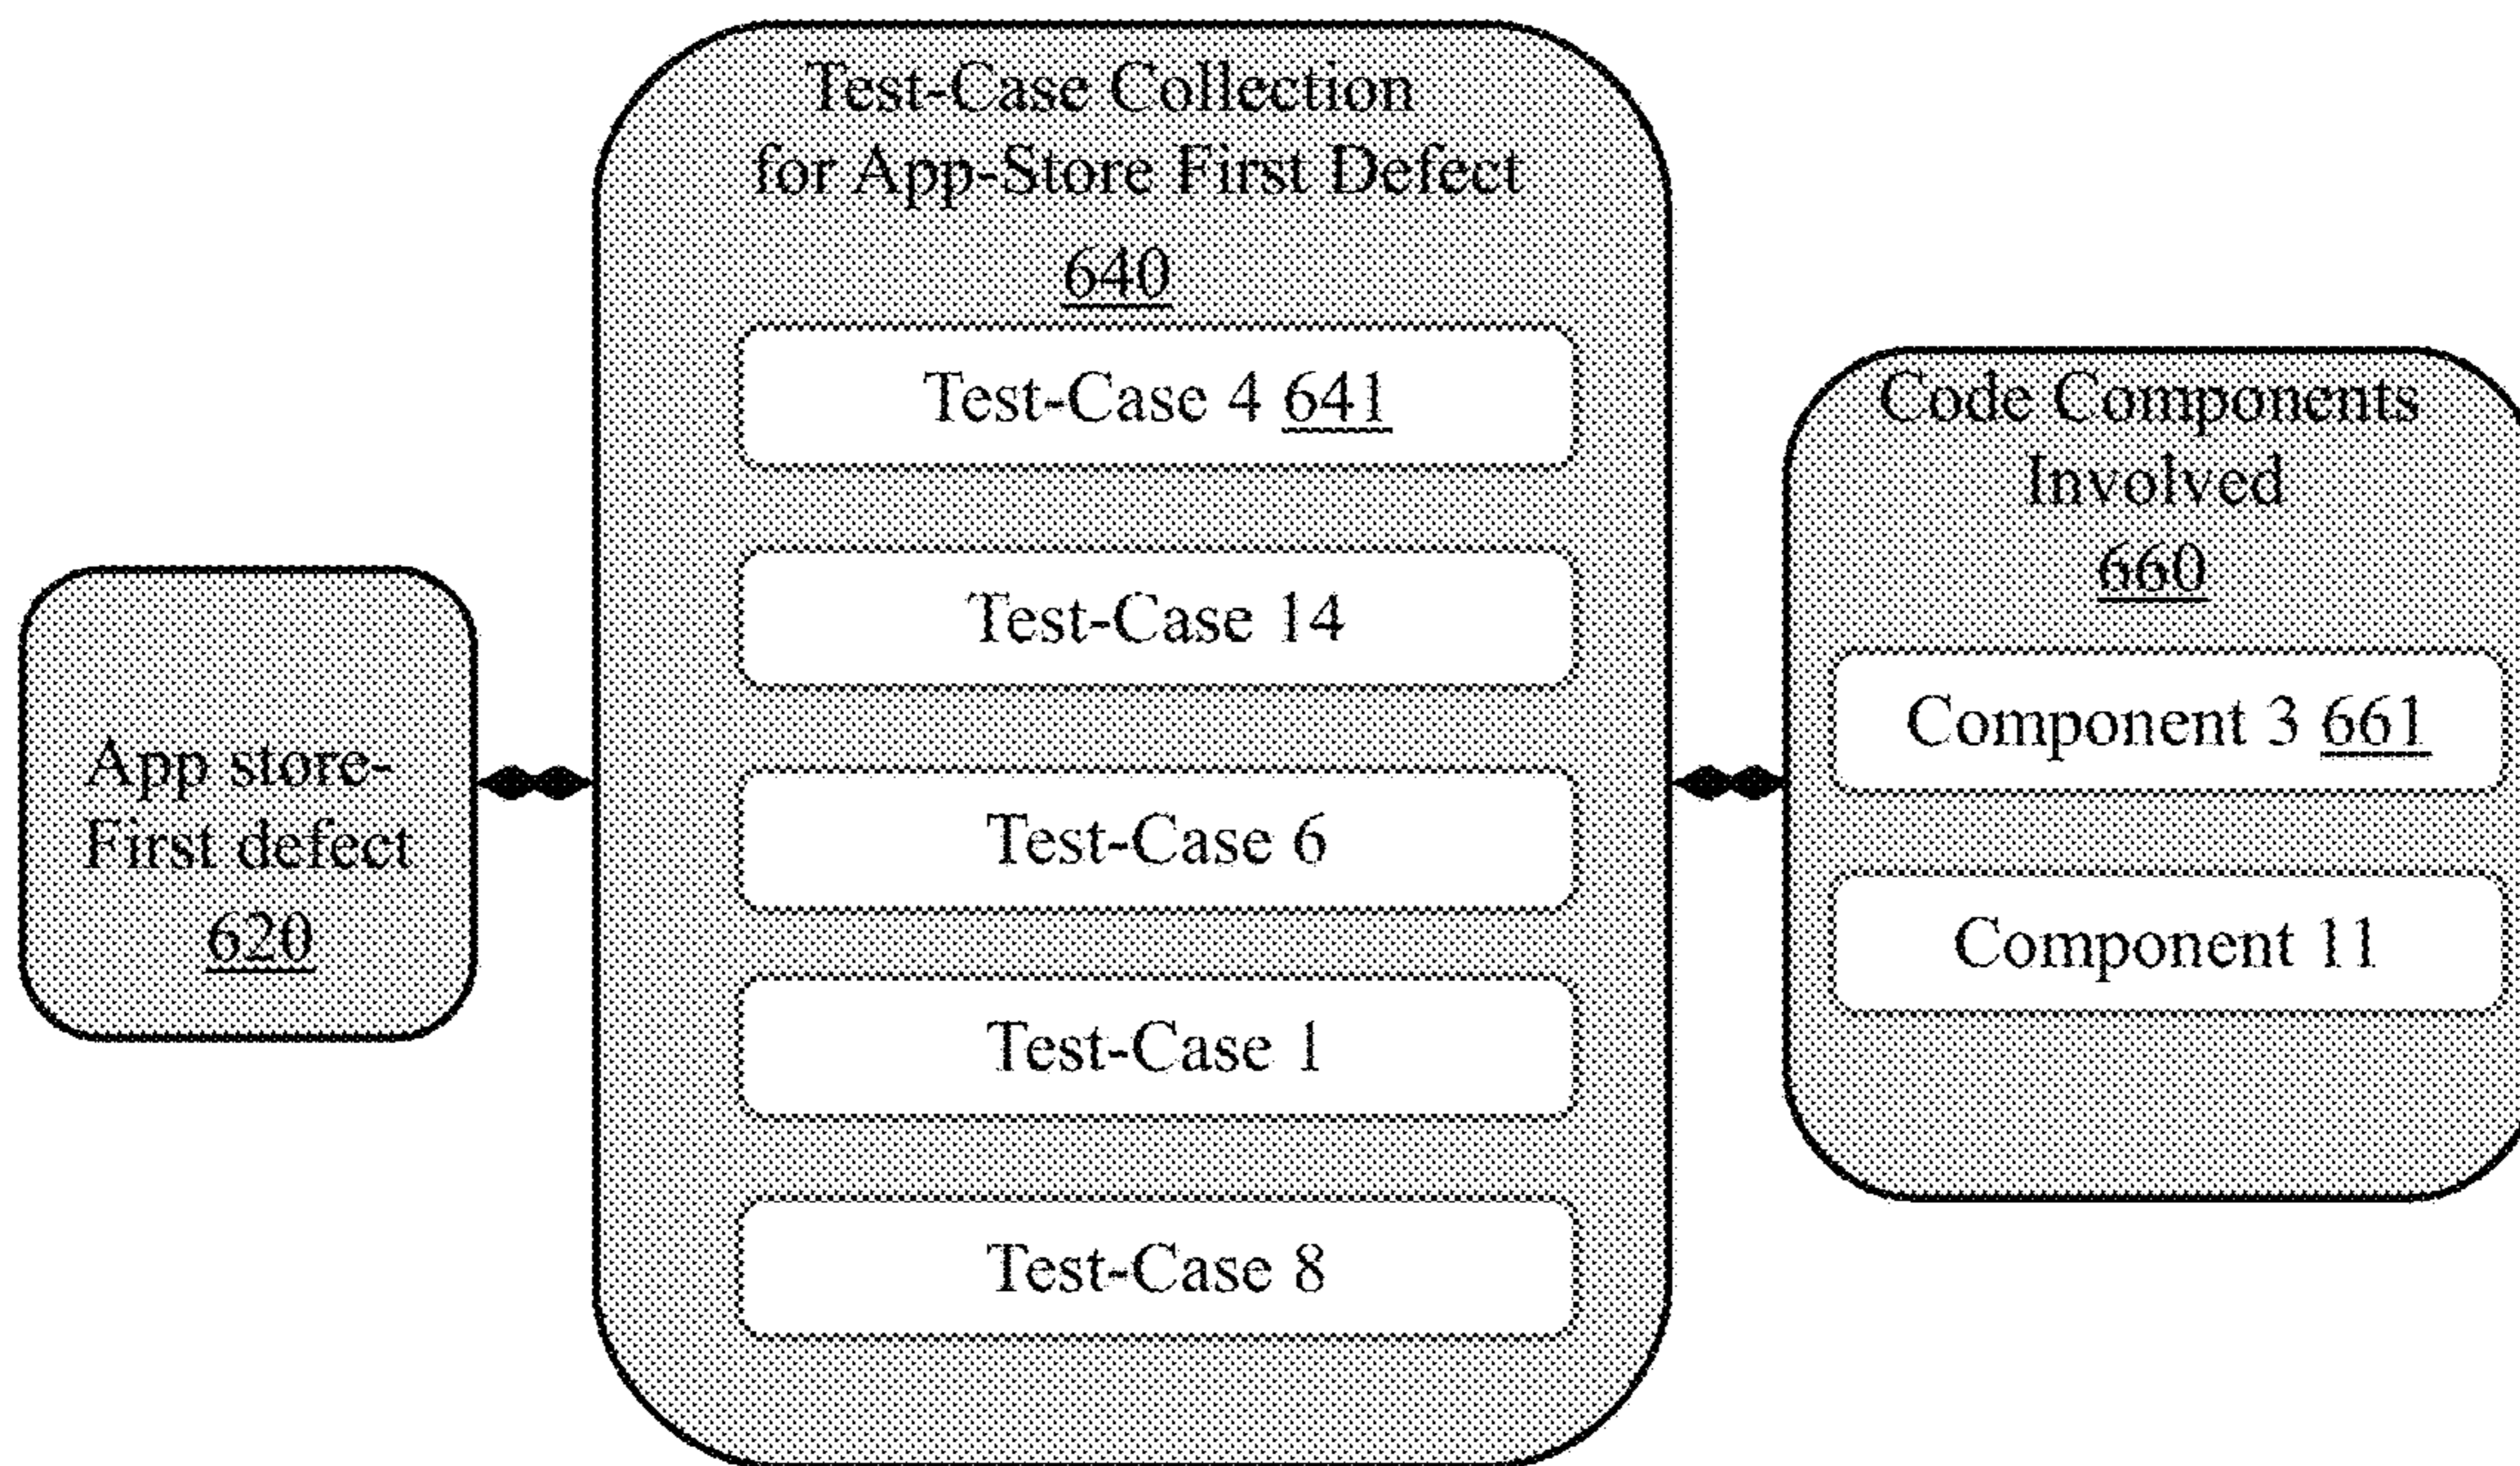 App store-
First defect
620
Test-Case Collection
for App-Store First Defect
640
Test-Case 4 641
Test-Case 14
Test-Case 6
Test-Case 1
Test-Case 8
Code Components
Involved
660
Component 3 661
Component 11